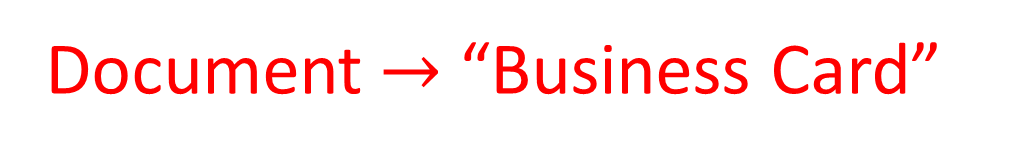 Document → “Business Card”